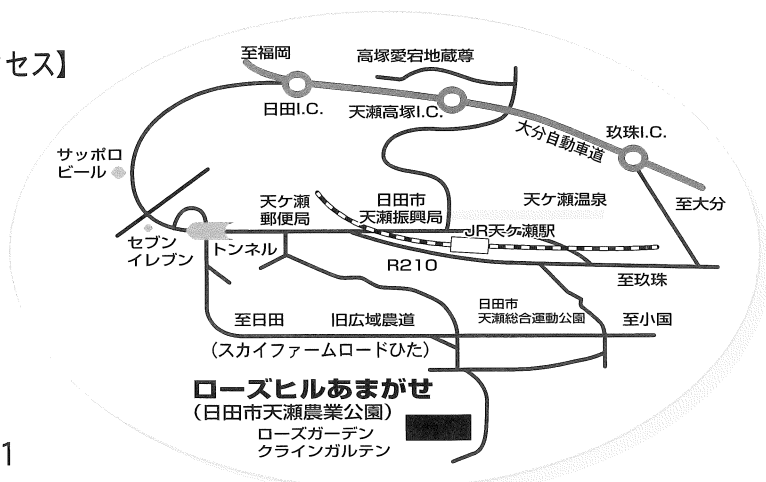 セス】
至福岡
高塚愛宕地蔵尊
日田I.C.
天瀬高塚I.C.
玖珠I.C.
大分自動車道
サッポロ
ビール
至大分
天ケ瀬
郵便局
日田市
天瀬振興局
天ケ瀬温泉
JR天ケ瀬駅
セブン
イレブン
トンネル
R210
至玖珠
至日田
旧広域農道
日田市
天瀬総合運動公園
至小国
(スカイファームロードひた)
ローズヒルあまがせ
(日田市天瀬農業公園)
ローズガーデン
クラインガルテン
1